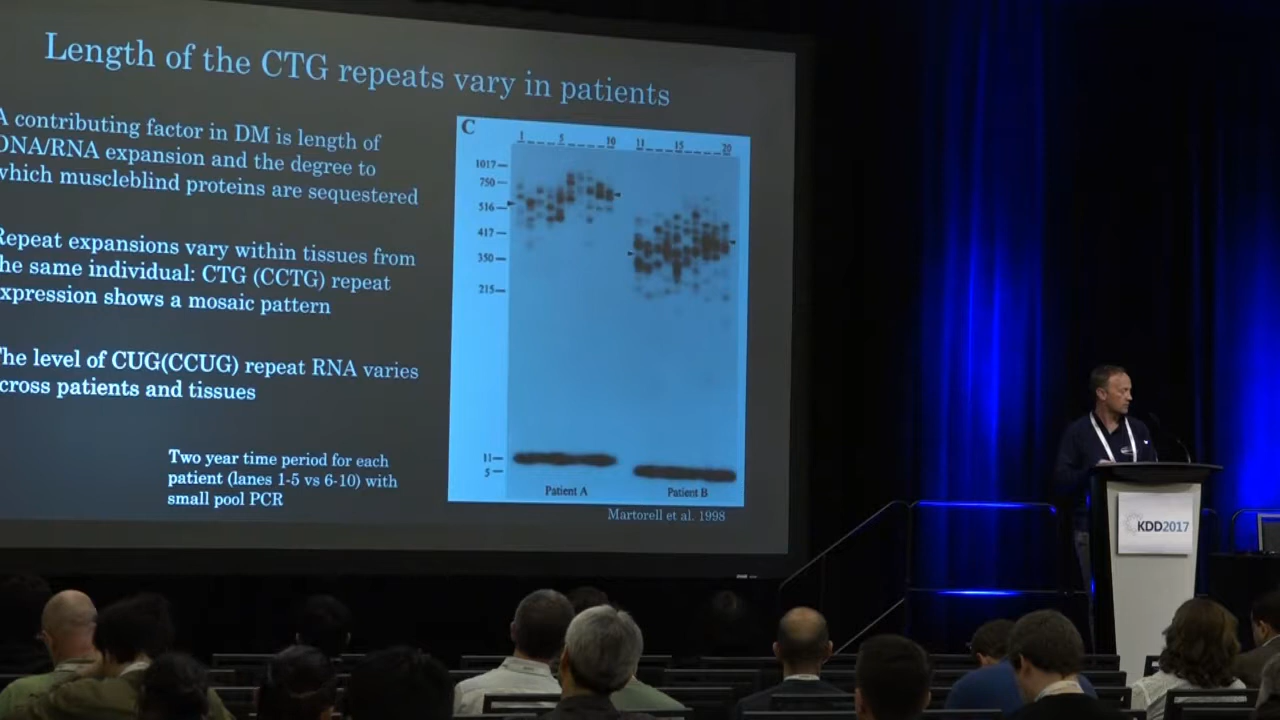 Length of the CTG repeats vary in patients
A contributing factor in DM is length of
DNA/RNA expansion and the degree to
which muscleblind proteins are sequestered
Repeat expansions vary within tissues from
the same individual: CTG (CCTG) repeat
expression shows a mosaic pattern
The level of CUG(CCUG) repeat RNA varies
across patients and tissues
Two year time period for each
patient (lanes 1-5 vs 6-10) with
small pool PCR
C
1 5 10 11 15 20
1017
750
516
417
350
215
11
5
Patient A Patient B
Martorell et al. 1998
KDD2017